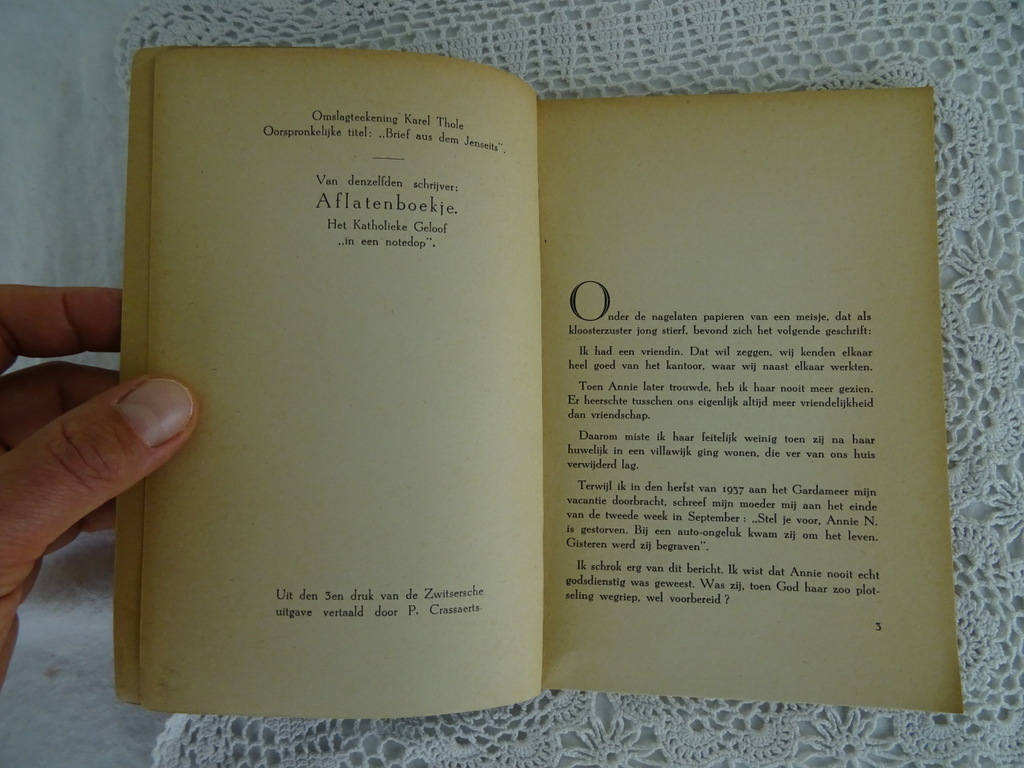 Omslagteekening Karel Thole
Oorspronkelijke titel: „Brief aus dem Jenseits".
Van denzelfden schrijver:
Aflatenboekje.
Het Katholieke Geloof
„in een notedop".
Uit den 3en druk van de Zwitsersche
uitgave vertaald door P. Crassaerts.
Onder de nagelaten papieren van een meisje, dat als
kloosterzuster jong stierf, bevond zich het volgende geschrift:
Ik had een vriendin. Dat wil zeggen, wij kenden elkaar
heel goed van het kantoor, waar wij naast elkaar werkten.
Toen Annie later trouwde, heb ik haar nooit meer gezien.
Er heerschte tusschen ons eigenlijk altijd meer vriendelijkheid
dan vriendschap.
Daarom miste ik haar feitelijk weinig toen zij na haar
huwelijk in een villawijk ging wonen, die ver van ons huis
verwijderd lag.
Terwijl ik in den herfst van 1937 aan het Gardameer mijn
vacantie doorbracht, schreef mijn moeder mij aan het einde
van de tweede week in September : „Stel je voor, Annie N.
is gestorven. Bij een auto-ongeluk kwam zij om het leven.
Gisteren werd zij begraven".
Ik schrok erg van dit bericht. Ik wist dat Annie nooit echt
godsdienstig was geweest. Was zij, toen God haar zoo plot-
seling wegriep, wel voorbereid ?
3